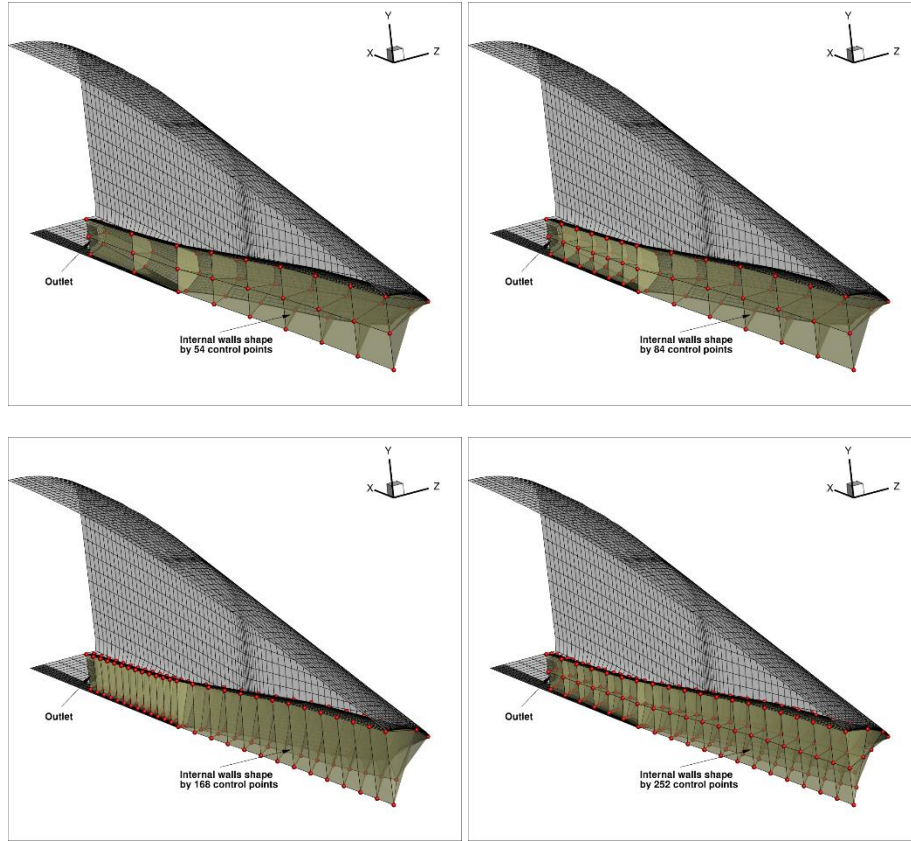 Y
X
Z
Outlet
Internal walls shape
by 54 control points
Y
X
Z
Outlet
Internal walls shape
by 84 control points
Y
X
Z
Outlet
Internal walls shape
by 168 control points
Y
X
Z
Outlet
Internal walls shape
by 252 control points